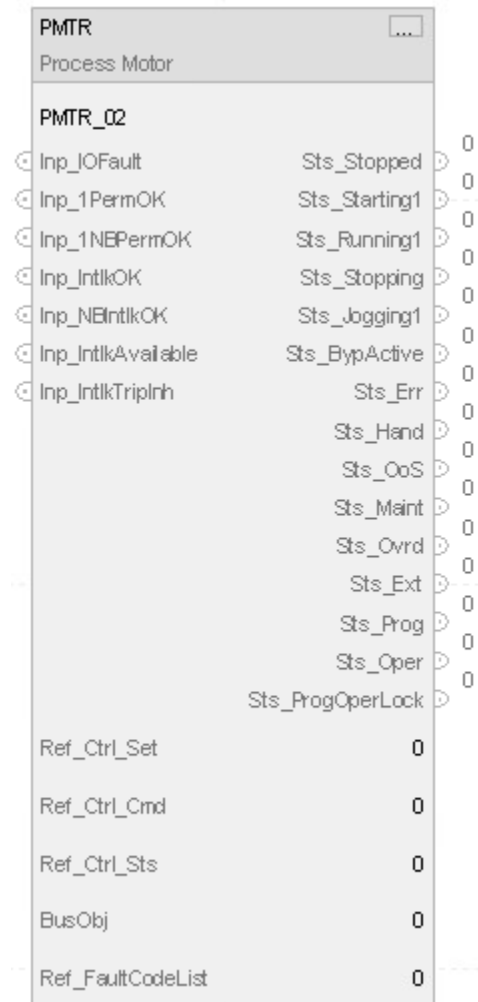 PMTR ...
Process Motor
PMTR_02
0
Inp_IOFault Sts_Stopped
0
Inp_1PermOK Sts_Starting1
0
Inp_1NBPermOK Sts_Running1
0
Inp_IntlkOK Sts_Stopping
0
Inp_NBIntlkOK Sts_Jogging1
0
Inp_IntlkAvailable Sts_BypActive
0
Inp_IntlkTripInh Sts_Err
0
Sts_Hand
0
Sts_OoS
0
Sts_Maint
0
Sts_Ovrd
0
Sts_Ext
0
Sts_Prog
0
Sts_Oper
0
Sts_ProgOperLock
Ref_Ctrl_Set 0
Ref_Ctrl_Cmd 0
Ref_Ctrl_Sts 0
BusObj 0
Ref_FaultCodeList 0